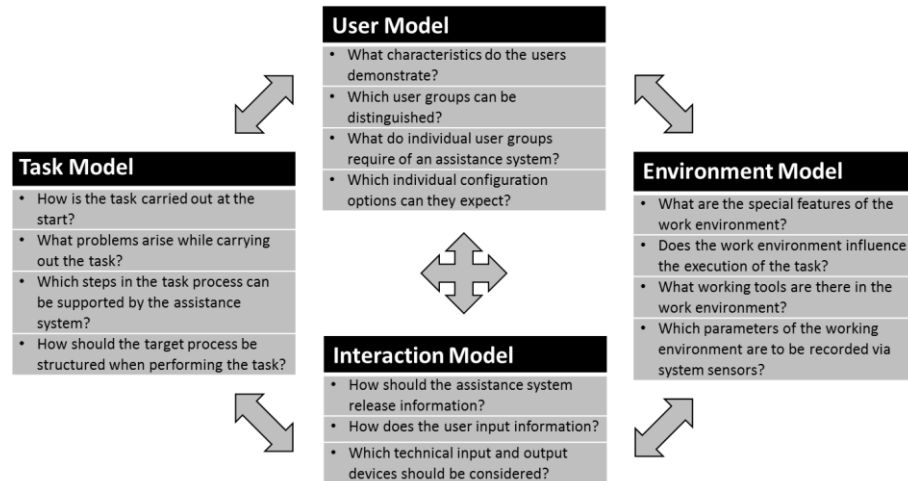 User Model
• What characteristics do the users
demonstrate?
• Which user groups can be
distinguished?
• What do individual user groups
require of an assistance system?
• Which individual configuration
options can they expect?
Task Model
• How is the task carried out at the
start?
• What problems arise while carrying
out the task?
• Which steps in the task process can
be supported by the assistance
system?
• How should the target process be
structured when performing the task?
Environment Model
• What are the special features of the
work environment?
• Does the work environment influence
the execution of the task?
• What working tools are there in the
work environment?
• Which parameters of the working
environment are to be recorded via
system sensors?
Interaction Model
• How should the assistance system
release information?
• How does the user input information?
• Which technical input and output
devices should be considered?